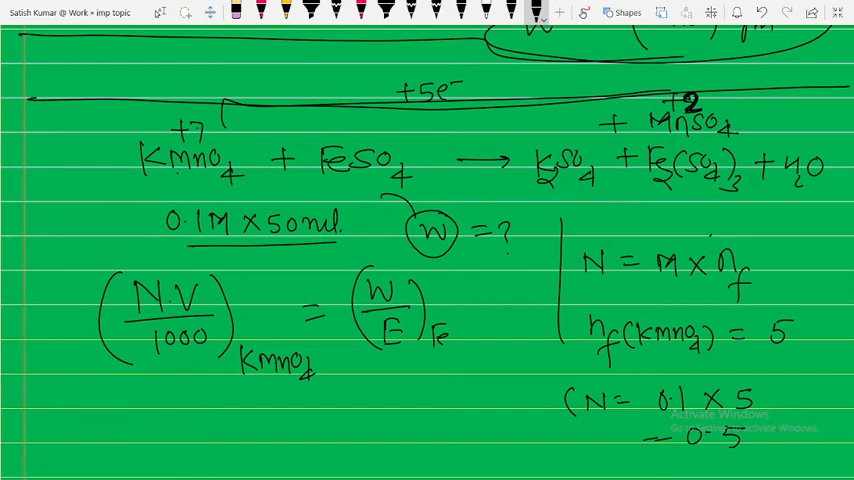 Satish Kumar @ Work » imp topic
Shapes
+5e⁻
+2
+7
+ MnSO₄
KMnO₄ + FeSO₄ → K₂SO₄ + Fe₂(SO₄)₃ + H₂O
0.1M × 50ml.
W = ?
N = M × n_f
(N.V/1000)KMnO₄ = (W/E)Fe
n_f(KMnO₄) = 5
(N = 0.1 × 5
= 0.5
Activate Windows
Go to Settings to activate Windows.